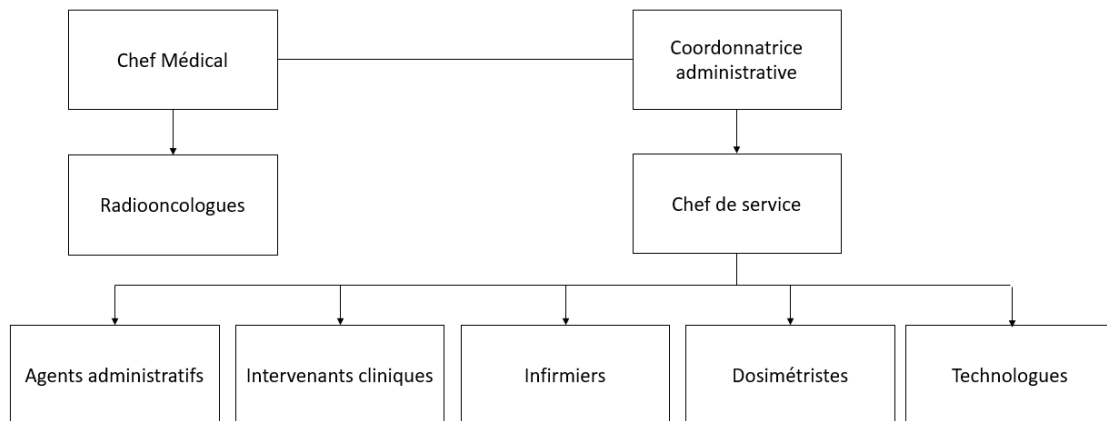 Chef Médical
Coordonnatrice
administrative
Radiooncologues
Chef de service
Agents administratifs
Intervenants cliniques
Infirmiers
Dosimétristes
Technologues